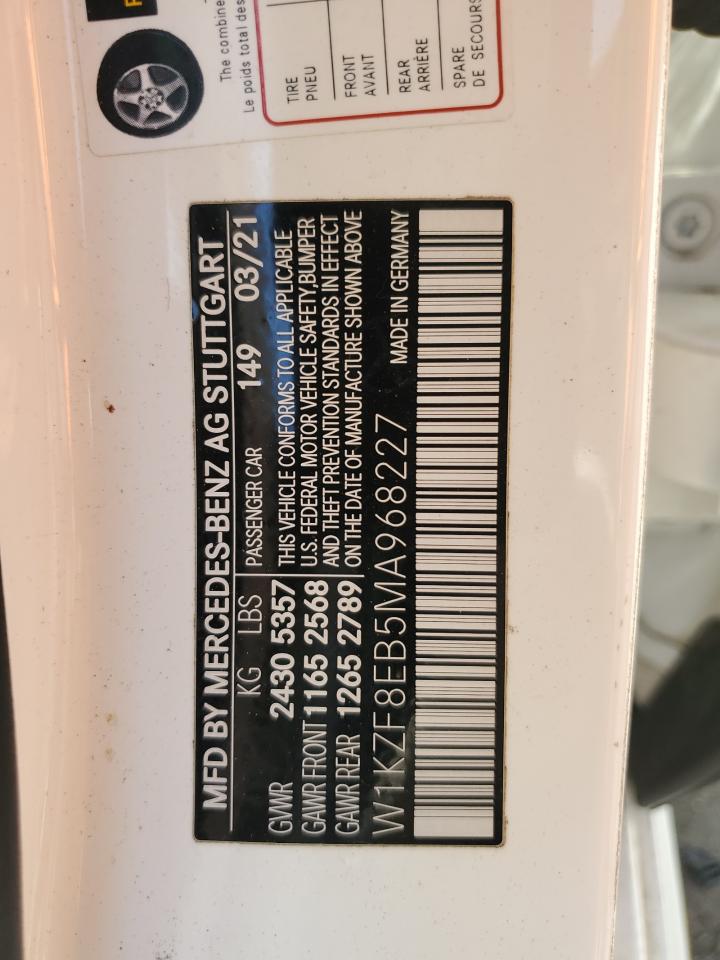 MFD BY MERCEDES-BENZ AG STUTTGART
KG LBS PASSENGER CAR 149 03/21
GWR 2430 5357 THIS VEHICLE CONFORMS TO ALL APPLICABLE
GAWR FRONT 1165 2568 U.S. FEDERAL MOTOR VEHICLE SAFETY, BUMPER
GAWR REAR 1265 2789 AND THEFT PREVENTION STANDARDS IN EFFECT
ON THE DATE OF MANUFACTURE SHOWN ABOVE
W1KZF8EB5MA968227 MADE IN GERMANY
The combine
Le poids total des
TIRE
PNEU
FRONT
AVANT
REAR
ARRIÈRE
SPARE
DE SECOURS